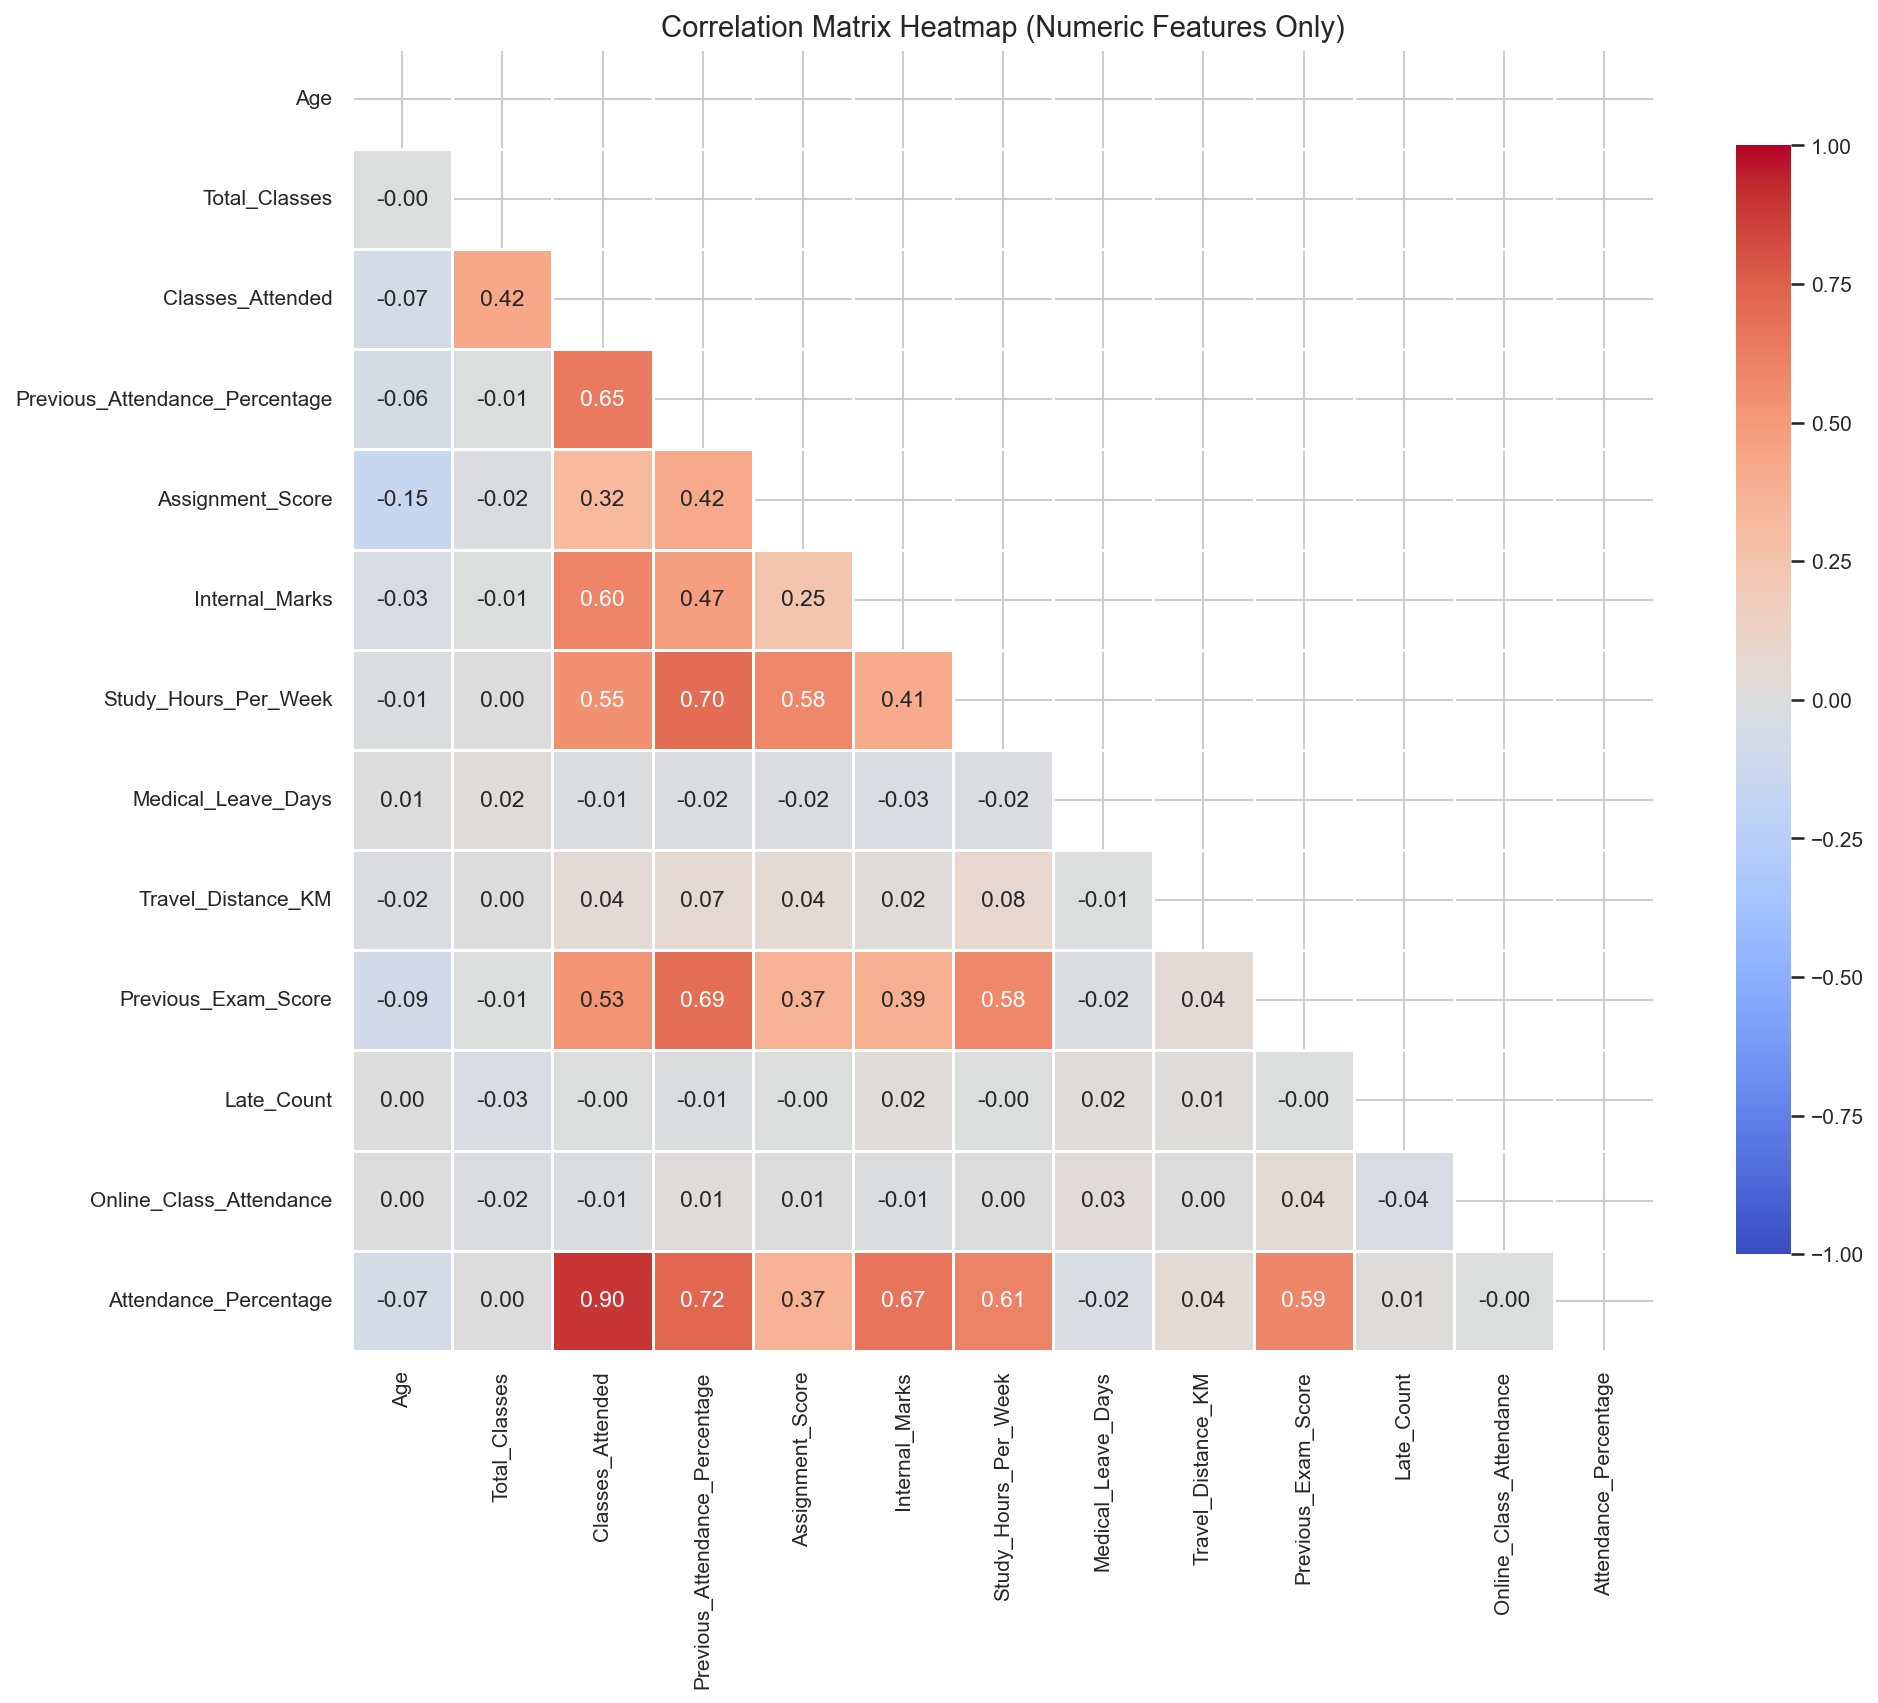 Correlation Matrix Heatmap (Numeric Features Only)
Age
Total_Classes -0.00
Classes_Attended -0.07 0.42
Previous_Attendance_Percentage -0.06 -0.01 0.65
Assignment_Score -0.15 -0.02 0.32 0.42
Internal_Marks -0.03 -0.01 0.60 0.47 0.25
Study_Hours_Per_Week -0.01 0.00 0.55 0.70 0.58 0.41
Medical_Leave_Days 0.01 0.02 -0.01 -0.02 -0.02 -0.03 -0.02
Travel_Distance_KM -0.02 0.00 0.04 0.07 0.04 0.02 0.08 -0.01
Previous_Exam_Score -0.09 -0.01 0.53 0.69 0.37 0.39 0.58 -0.02 0.04
Late_Count 0.00 -0.03 -0.00 -0.01 -0.00 0.02 -0.00 0.02 0.01 -0.00
Online_Class_Attendance 0.00 -0.02 -0.01 0.01 0.01 -0.01 0.00 0.03 0.00 0.04 -0.04
Attendance_Percentage -0.07 0.00 0.90 0.72 0.37 0.67 0.61 -0.02 0.04 0.59 0.01 -0.00
Age
Total_Classes
Classes_Attended
Previous_Attendance_Percentage
Assignment_Score
Internal_Marks
Study_Hours_Per_Week
Medical_Leave_Days
Travel_Distance_KM
Previous_Exam_Score
Late_Count
Online_Class_Attendance
Attendance_Percentage
1.00
0.75
0.50
0.25
0.00
−0.25
−0.50
−0.75
−1.00